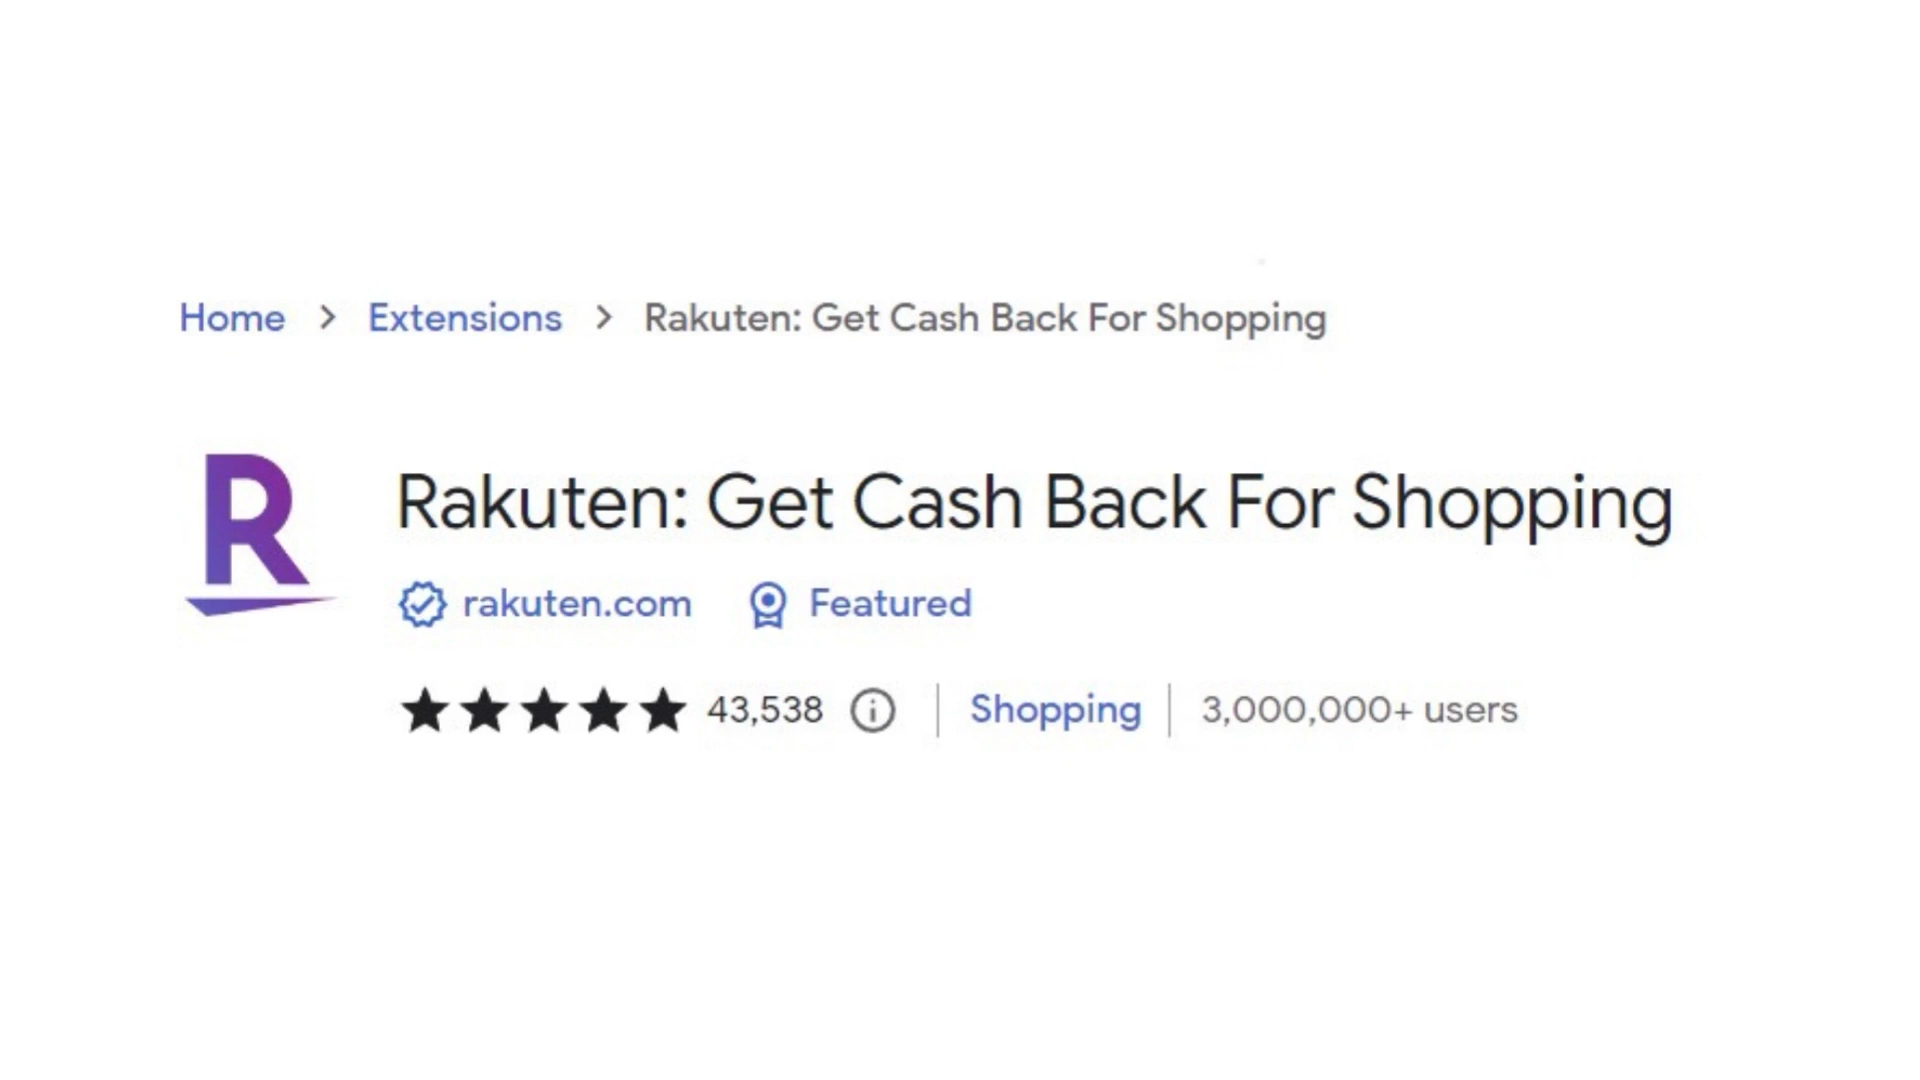 Home > Extensions > Rakuten: Get Cash Back For Shopping
R
Rakuten: Get Cash Back For Shopping
rakuten.com Featured
★★★★★ 43,538 | Shopping | 3,000,000+ users